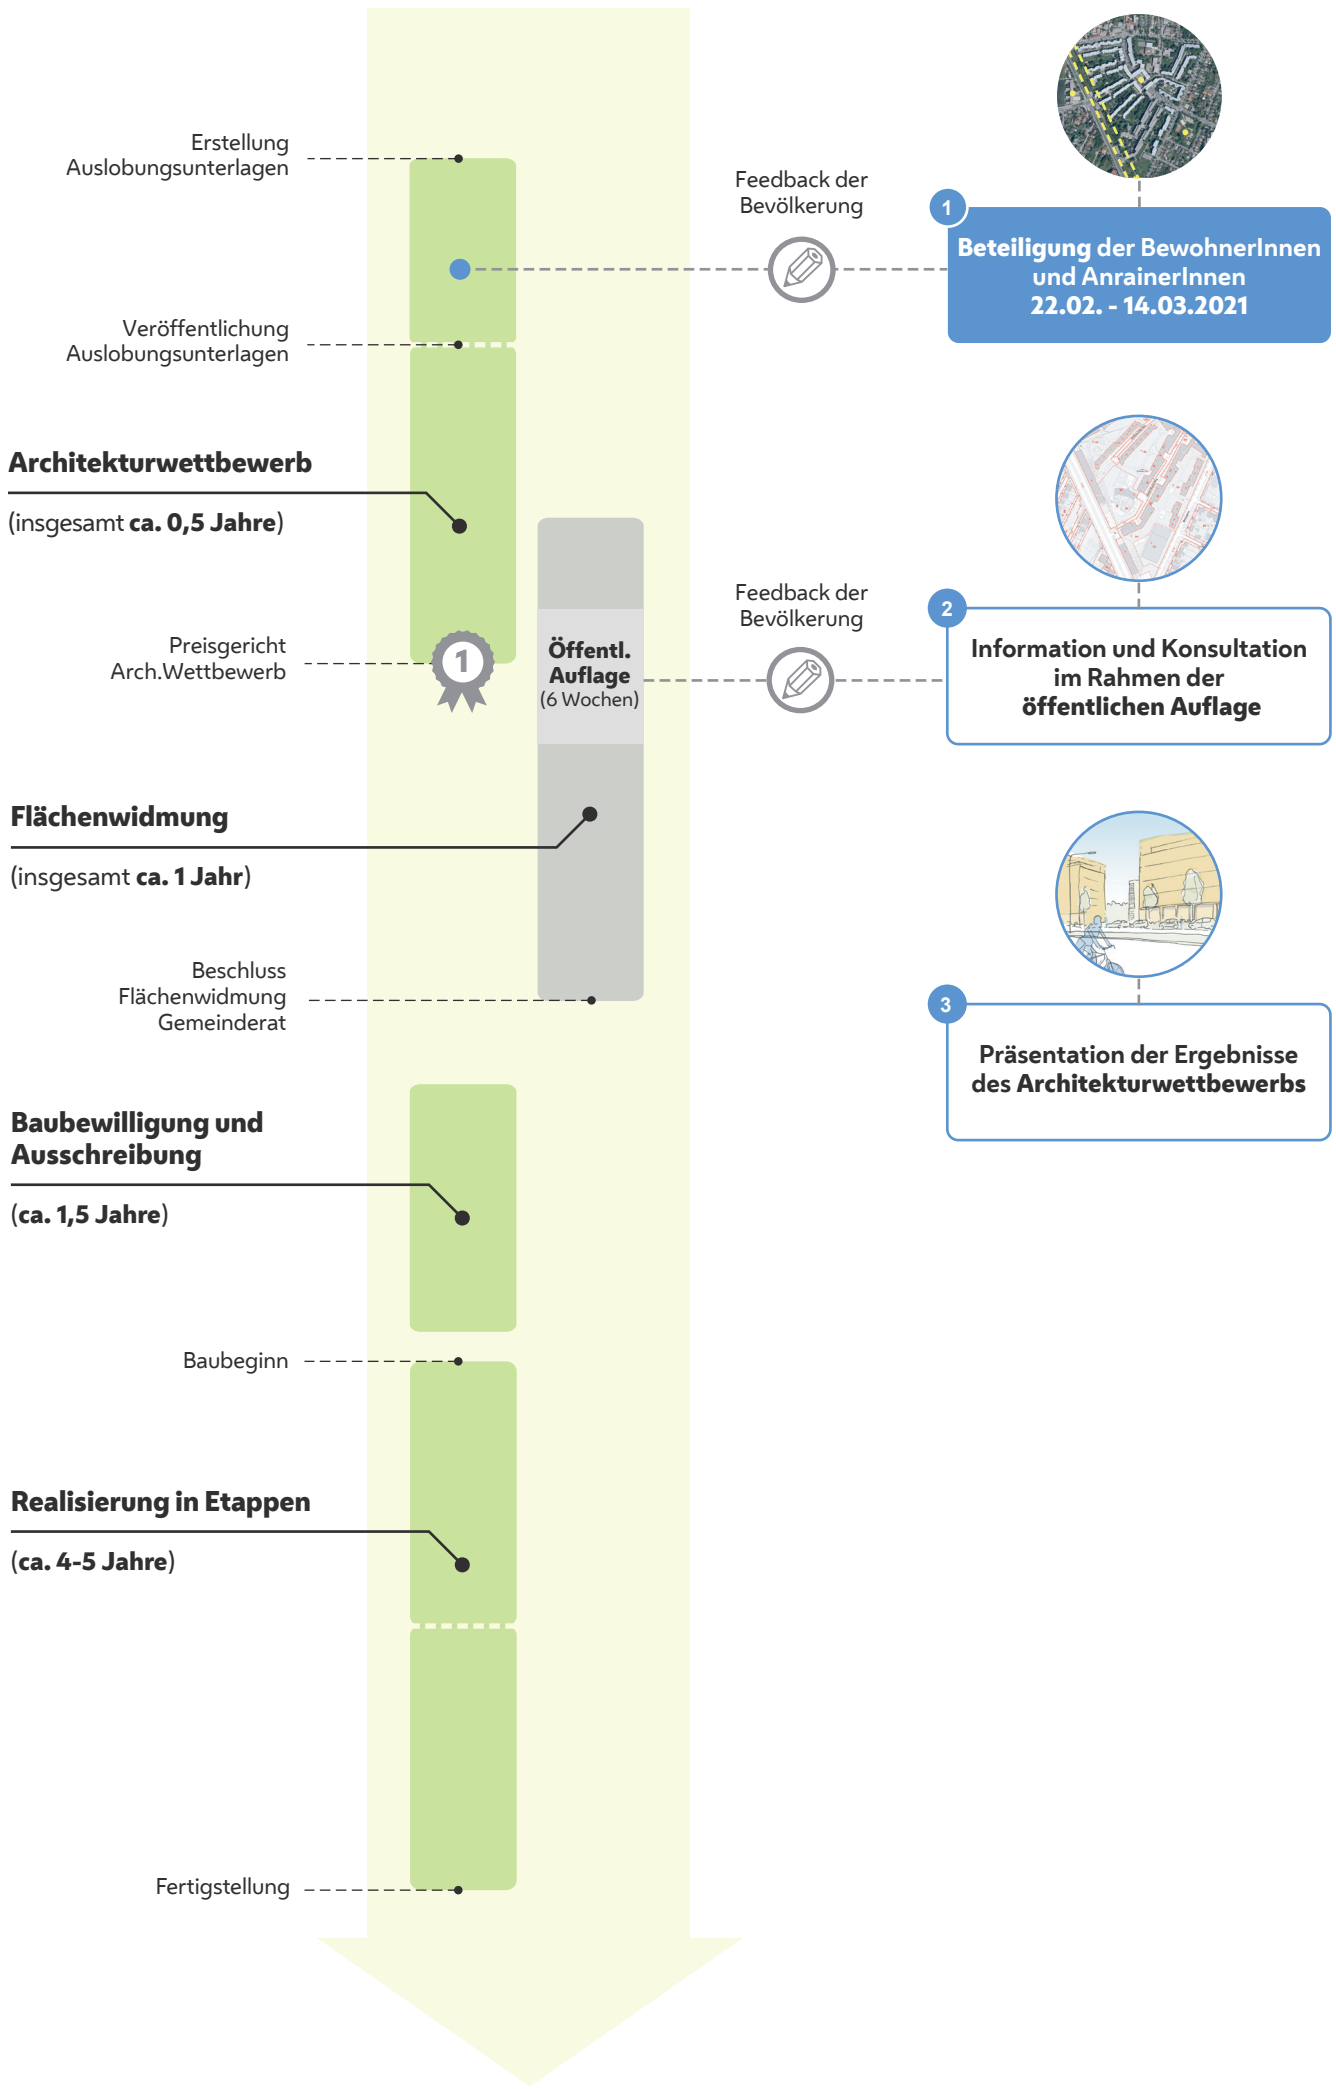 Erstellung
Auslobungsunterlagen
Feedback der
Bevölkerung
1
Beteiligung der BewohnerInnen
und AnrainerInnen
22.02. - 14.03.2021
Veröffentlichung
Auslobungsunterlagen
Architekturwettbewerb
(insgesamt ca. 0,5 Jahre)
Preisgericht
Arch.Wettbewerb
1
Öffentl.
Auflage
(6 Wochen)
Feedback der
Bevölkerung
2
Information und Konsultation
im Rahmen der
öffentlichen Auflage
Flächenwidmung
(insgesamt ca. 1 Jahr)
Beschluss
Flächenwidmung
Gemeinderat
3
Präsentation der Ergebnisse
des Architekturwettbewerbs
Baubewilligung und
Ausschreibung
(ca. 1,5 Jahre)
Baubeginn
Realisierung in Etappen
(ca. 4-5 Jahre)
Fertigstellung